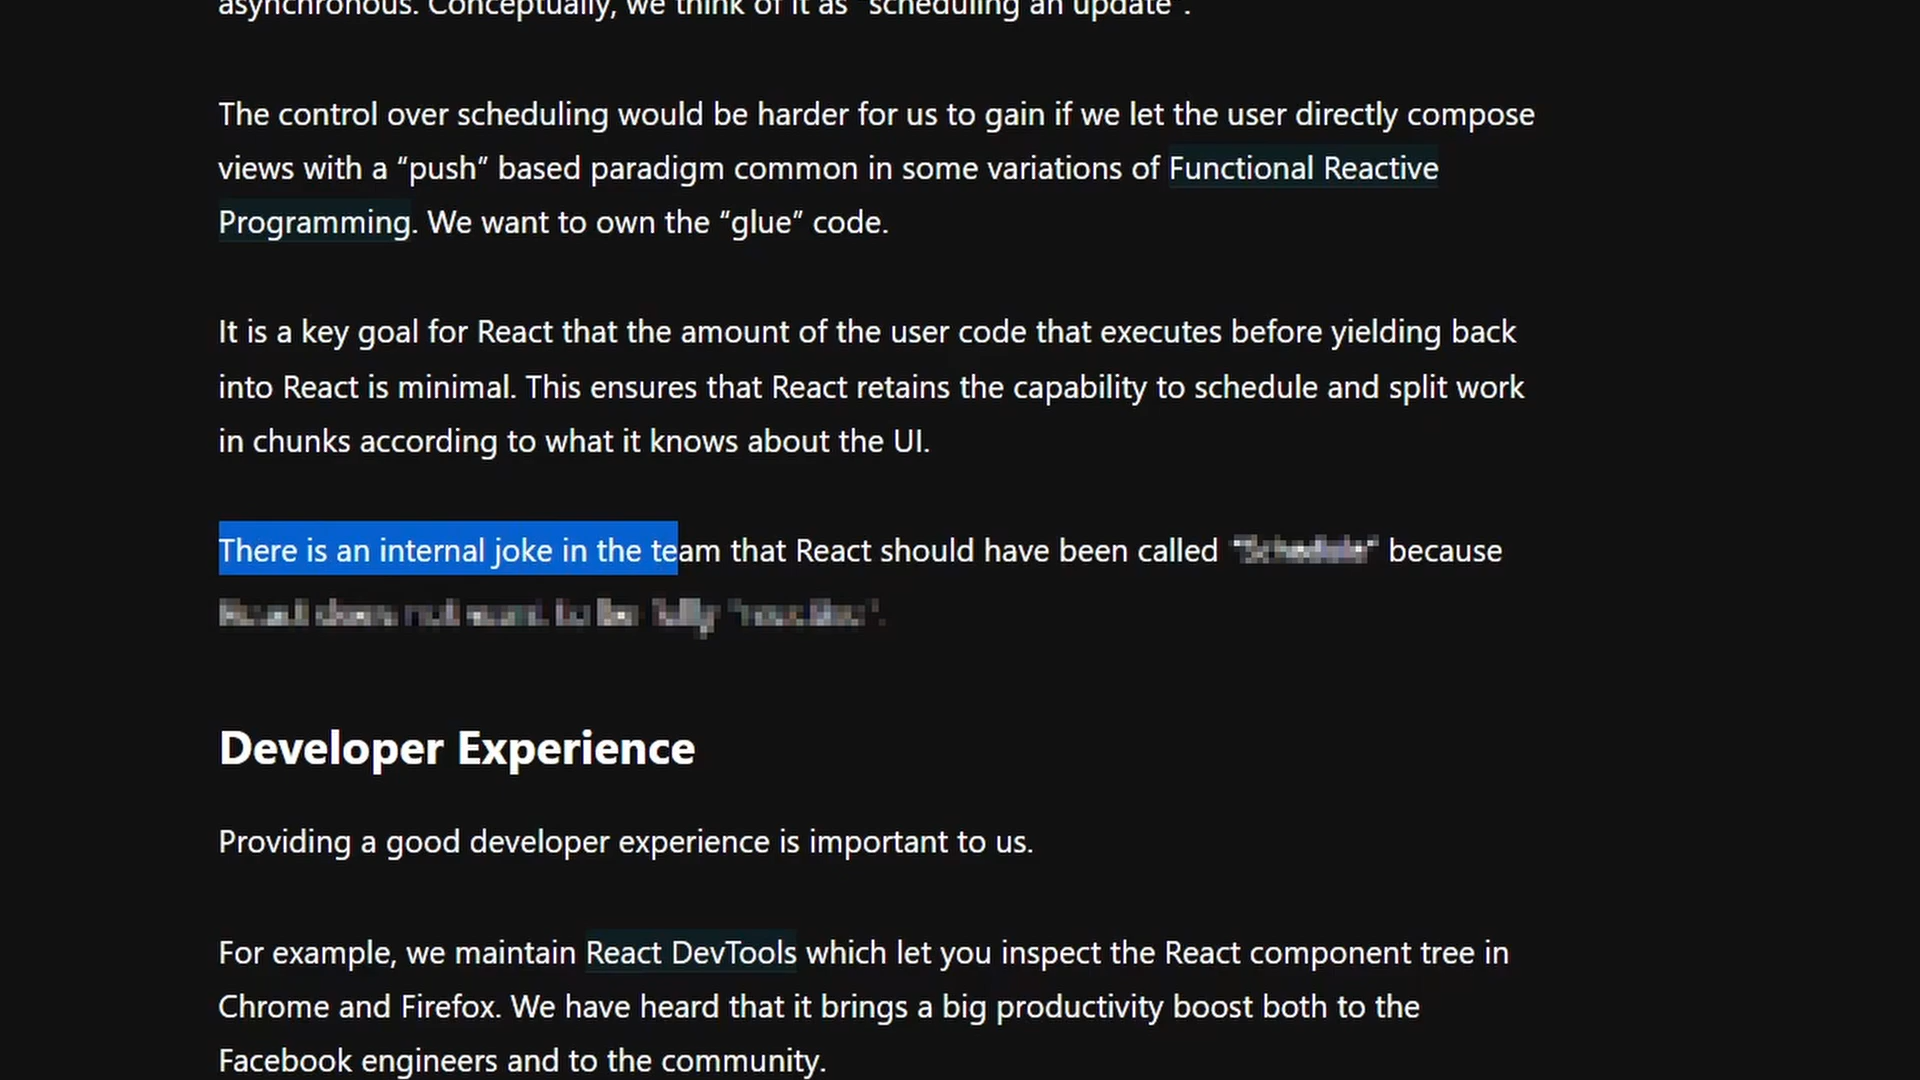 asynchronous. Conceptually, we think of it as “scheduling an update”.
The control over scheduling would be harder for us to gain if we let the user directly compose
views with a “push” based paradigm common in some variations of Functional Reactive
Programming. We want to own the “glue” code.
It is a key goal for React that the amount of the user code that executes before yielding back
into React is minimal. This ensures that React retains the capability to schedule and split work
in chunks according to what it knows about the UI.
There is an internal joke in the team that React should have been called because
Developer Experience
Providing a good developer experience is important to us.
For example, we maintain React DevTools which let you inspect the React component tree in
Chrome and Firefox. We have heard that it brings a big productivity boost both to the
Facebook engineers and to the community.